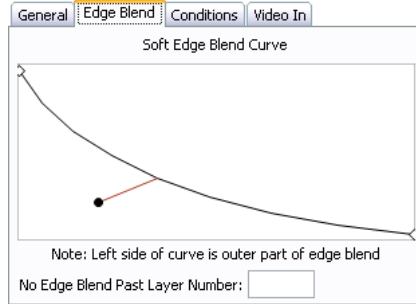 General Edge Blend Conditions Video In
Soft Edge Blend Curve
Note: Left side of curve is outer part of edge blend
No Edge Blend Past Layer Number: